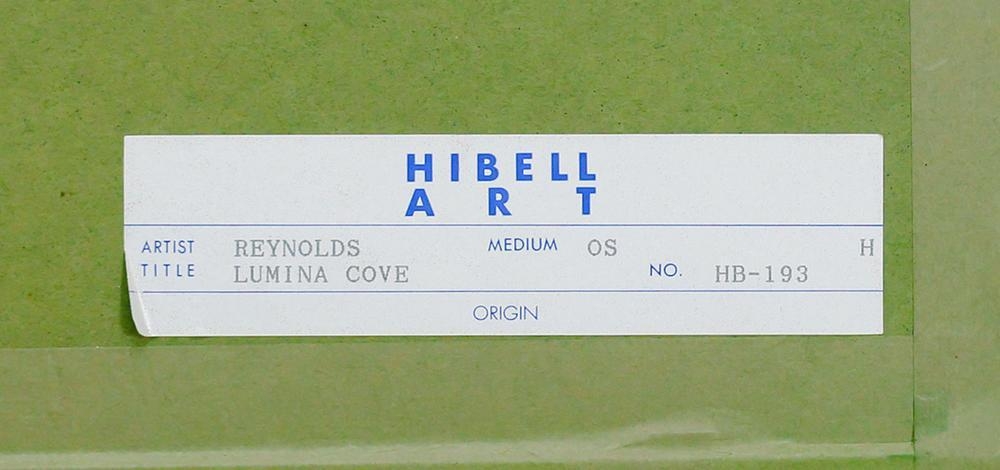 HIBELL
ART
ARTIST REYNOLDS MEDIUM OS H
TITLE LUMINA COVE NO. HB-193
ORIGIN